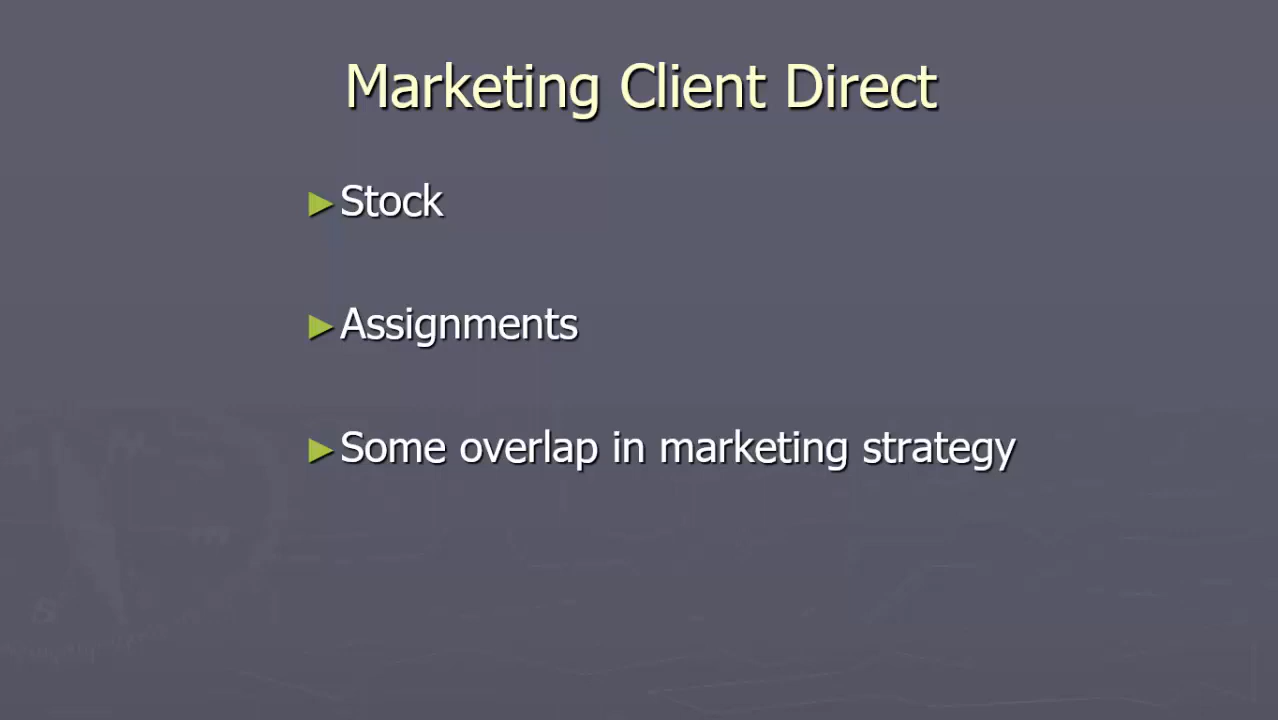 Marketing Client Direct
►Stock
►Assignments
►Some overlap in marketing strategy